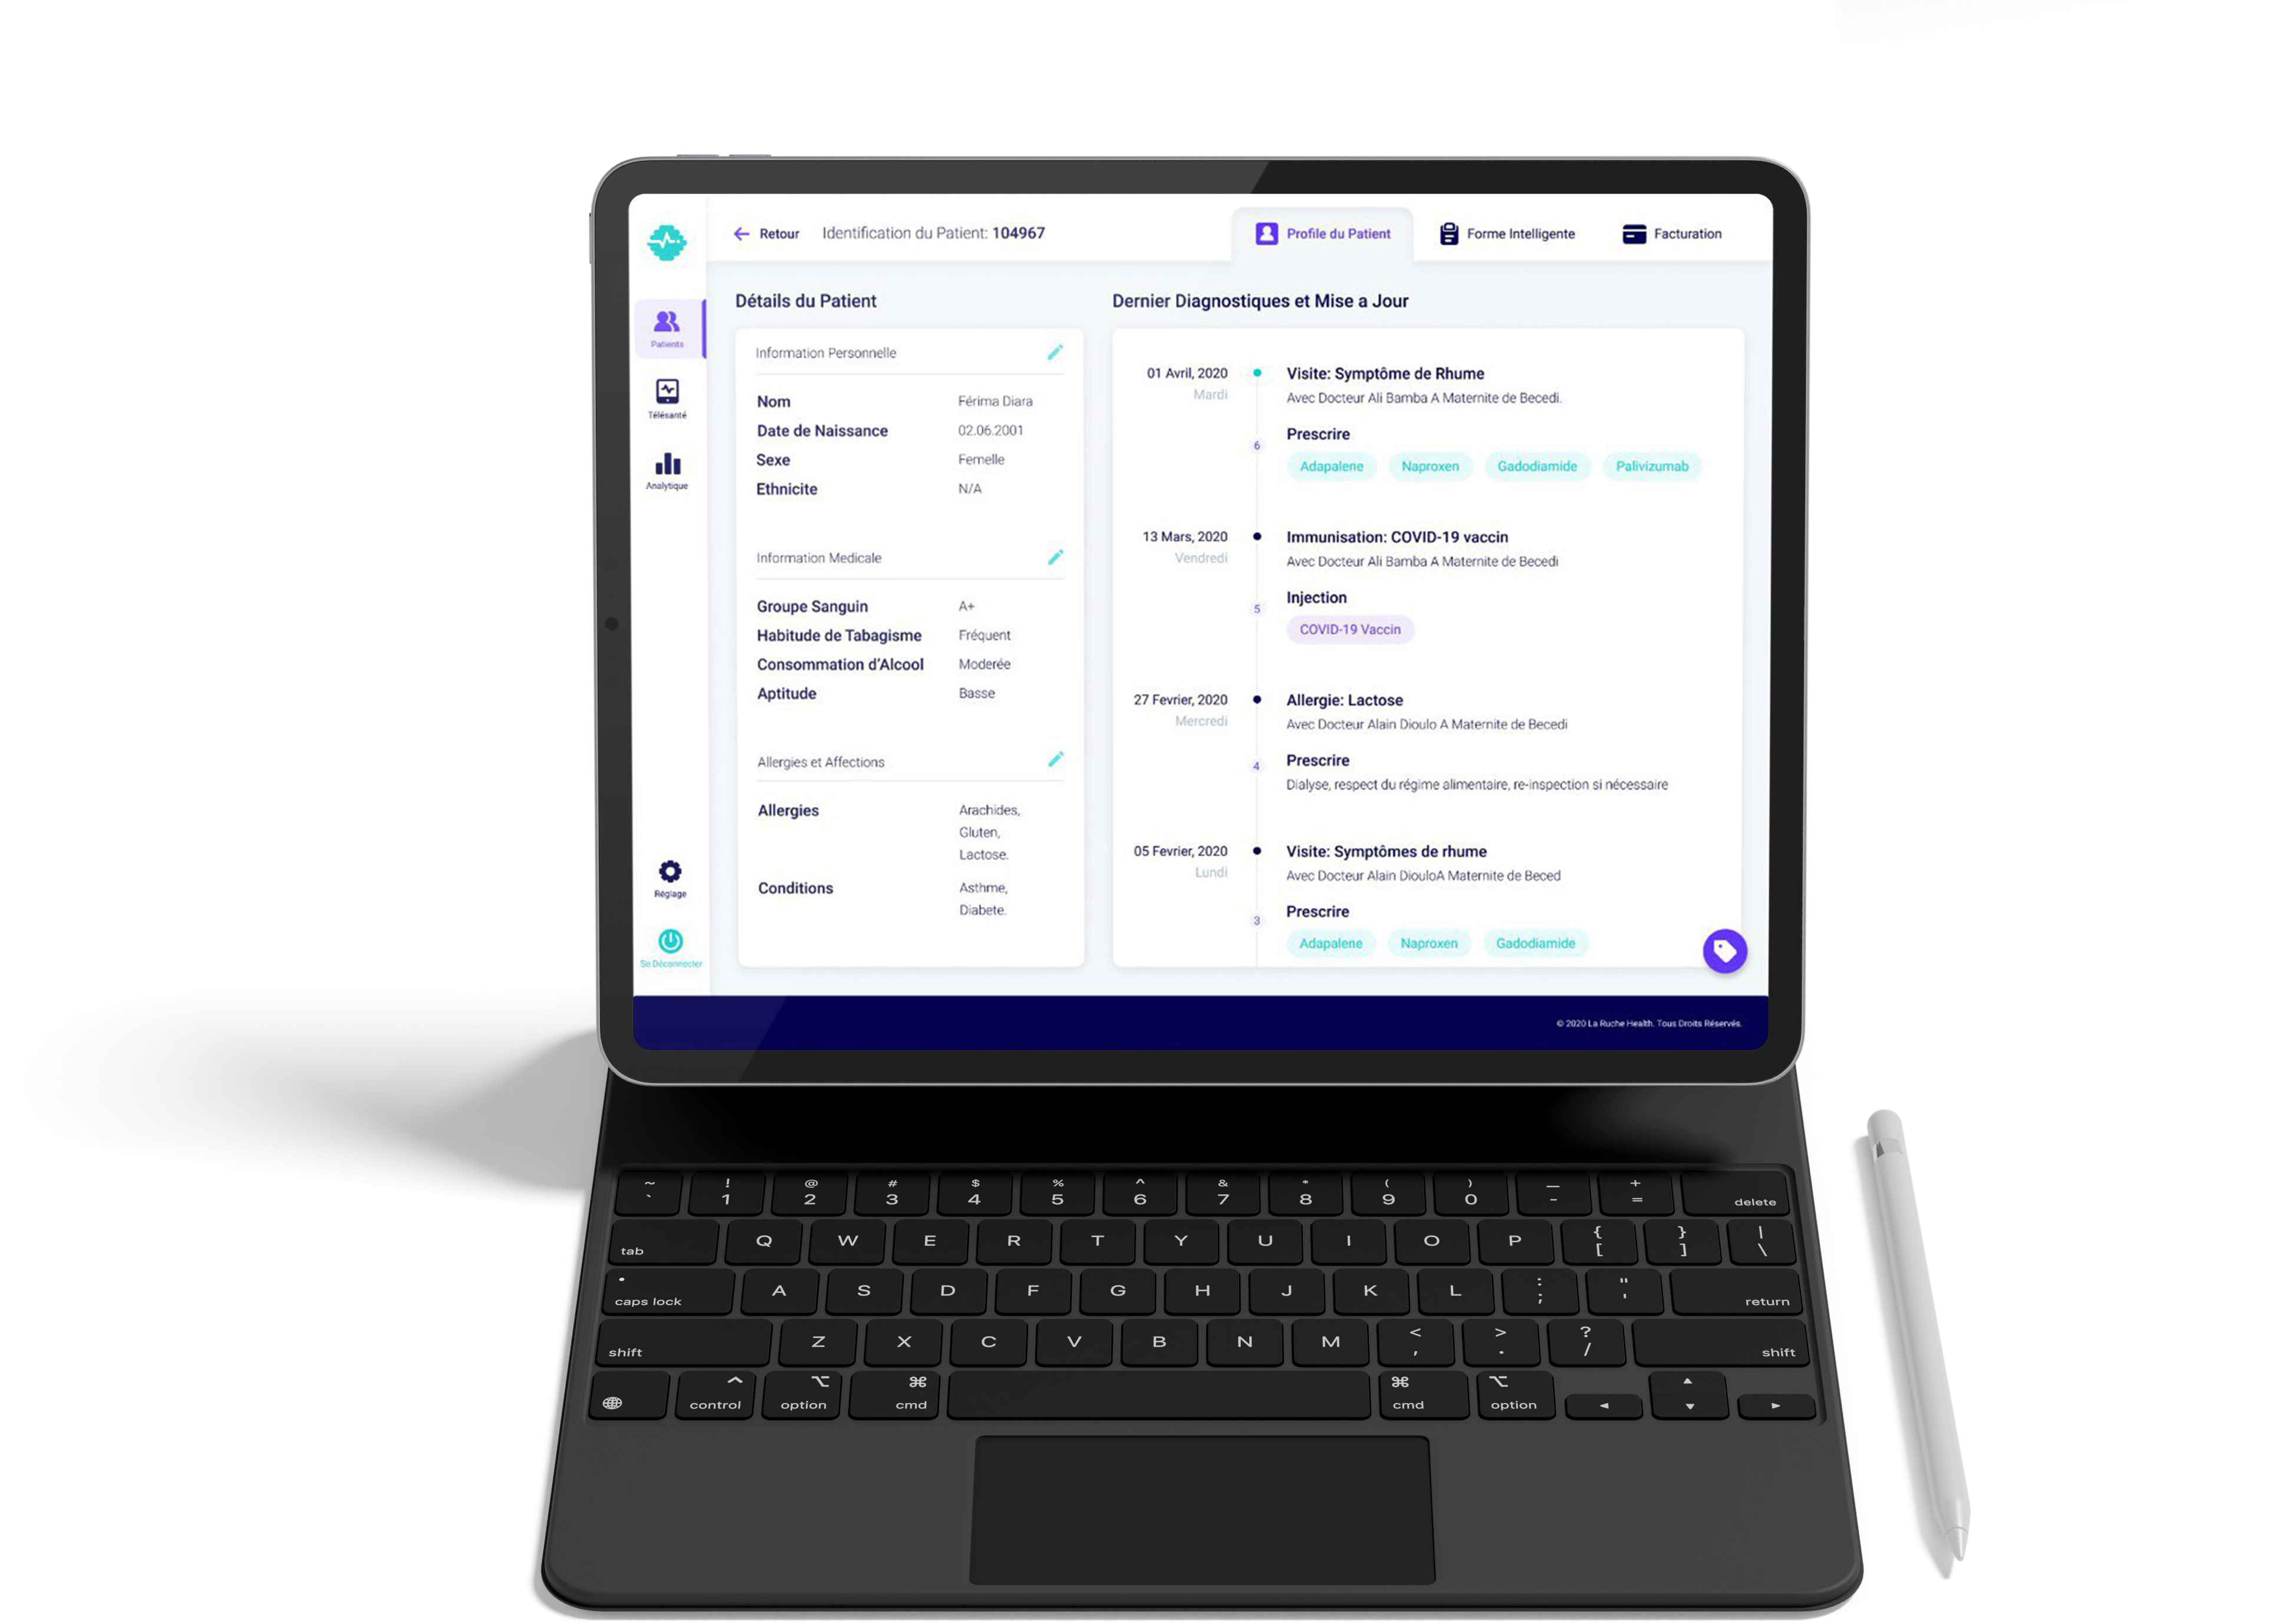 Retour Identification du Patient: 104967 Profile du Patient Forme Intelligente Facturation
Patients
Télésanté
Analytique
Réglage
Se Déconnecter
Détails du Patient
Information Personnelle
Nom Férima Diara
Date de Naissance 02.06.2001
Sexe Femelle
Ethnicite N/A
Information Medicale
Groupe Sanguin A+
Habitude de Tabagisme Fréquent
Consommation d'Alcool Moderée
Aptitude Basse
Allergies et Affections
Allergies Arachides,
Gluten,
Lactose.
Conditions Asthme,
Diabete.
Dernier Diagnostiques et Mise a Jour
01 Avril, 2020 Visite: Symptôme de Rhume
Mardi Avec Docteur Ali Bamba A Maternite de Becedi.
6 Prescrire
Adapalene Naproxen Gadodiamide Palivizumab
13 Mars, 2020 Immunisation: COVID-19 vaccin
Vendredi Avec Docteur Ali Bamba A Maternite de Becedi
5 Injection
COVID-19 Vaccin
27 Fevrier, 2020 Allergie: Lactose
Mercredi Avec Docteur Alain Dioulo A Maternite de Becedi
4 Prescrire
Dialyse, respect du régime alimentaire, re-inspection si nécessaire
05 Fevrier, 2020 Visite: Symptômes de rhume
Lundi Avec Docteur Alain DiouloA Maternite de Beced
3 Prescrire
Adapalene Naproxen Gadodiamide
© 2020 La Ruche Health. Tous Droits Réservés.
~ ! @ # $ % ^ & * ( ) — +
` 1 2 3 4 5 6 7 8 9 0 - = delete
tab Q W E R T Y U I O P { [ } ] | \
caps lock A S D F G H J K L : ; " ' return
shift Z X C V B N M < , > . ? / shift
control option cmd cmd option